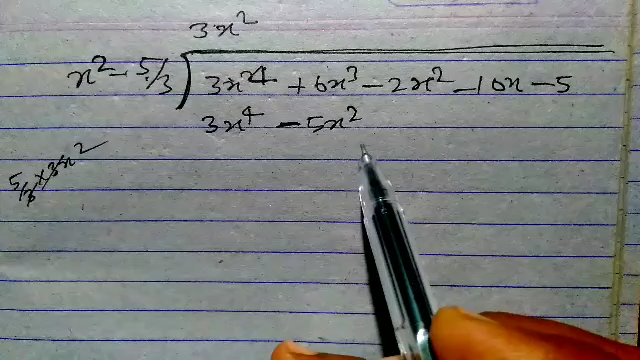 3x²
x² - 5/3 ) 3x⁴ + 6x³ - 2x² - 10x - 5
3x⁴ - 5x²
5/3 × 3x²